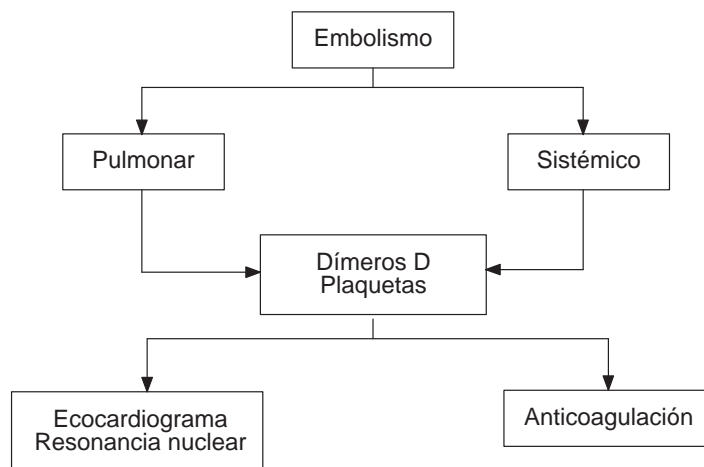 Embolismo
Pulmonar
Sistémico
Dímeros D
Plaquetas
Ecocardiograma
Resonancia nuclear
Anticoagulación